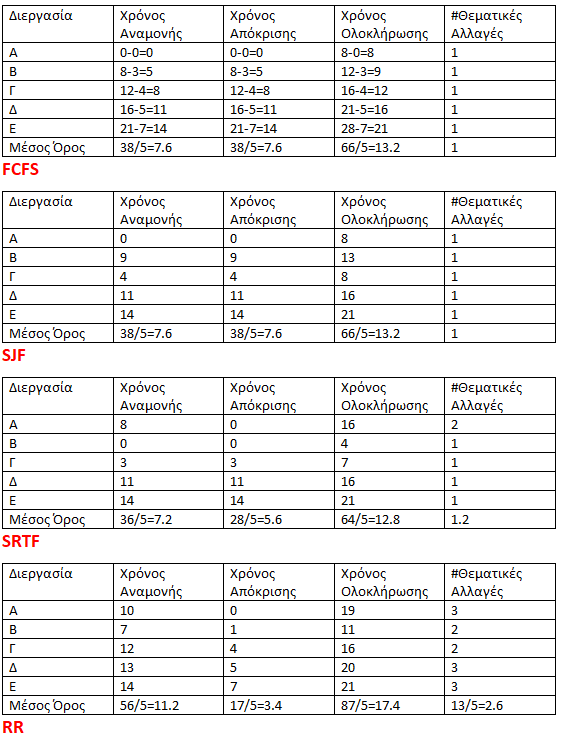 Διεργασία Χρόνος Αναμονής Χρόνος Απόκρισης Χρόνος Ολοκλήρωσης #Θεματικές Αλλαγές
Α 0-0=0 0-0=0 8-0=8 1
Β 8-3=5 8-3=5 12-3=9 1
Γ 12-4=8 12-4=8 16-4=12 1
Δ 16-5=11 16-5=11 21-5=16 1
Ε 21-7=14 21-7=14 28-7=21 1
Μέσος Όρος 38/5=7.6 38/5=7.6 66/5=13.2 1
FCFS
Διεργασία Χρόνος Αναμονής Χρόνος Απόκρισης Χρόνος Ολοκλήρωσης #Θεματικές Αλλαγές
Α 0 0 8 1
Β 9 9 13 1
Γ 4 4 8 1
Δ 11 11 16 1
Ε 14 14 21 1
Μέσος Όρος 38/5=7.6 38/5=7.6 66/5=13.2 1
SJF
Διεργασία Χρόνος Αναμονής Χρόνος Απόκρισης Χρόνος Ολοκλήρωσης #Θεματικές Αλλαγές
Α 8 0 16 2
Β 0 0 4 1
Γ 3 3 7 1
Δ 11 11 16 1
Ε 14 14 21 1
Μέσος Όρος 36/5=7.2 28/5=5.6 64/5=12.8 1.2
SRTF
Διεργασία Χρόνος Αναμονής Χρόνος Απόκρισης Χρόνος Ολοκλήρωσης #Θεματικές Αλλαγές
Α 10 0 19 3
Β 7 1 11 2
Γ 12 4 16 2
Δ 13 5 20 3
Ε 14 7 21 3
Μέσος Όρος 56/5=11.2 17/5=3.4 87/5=17.4 13/5=2.6
RR